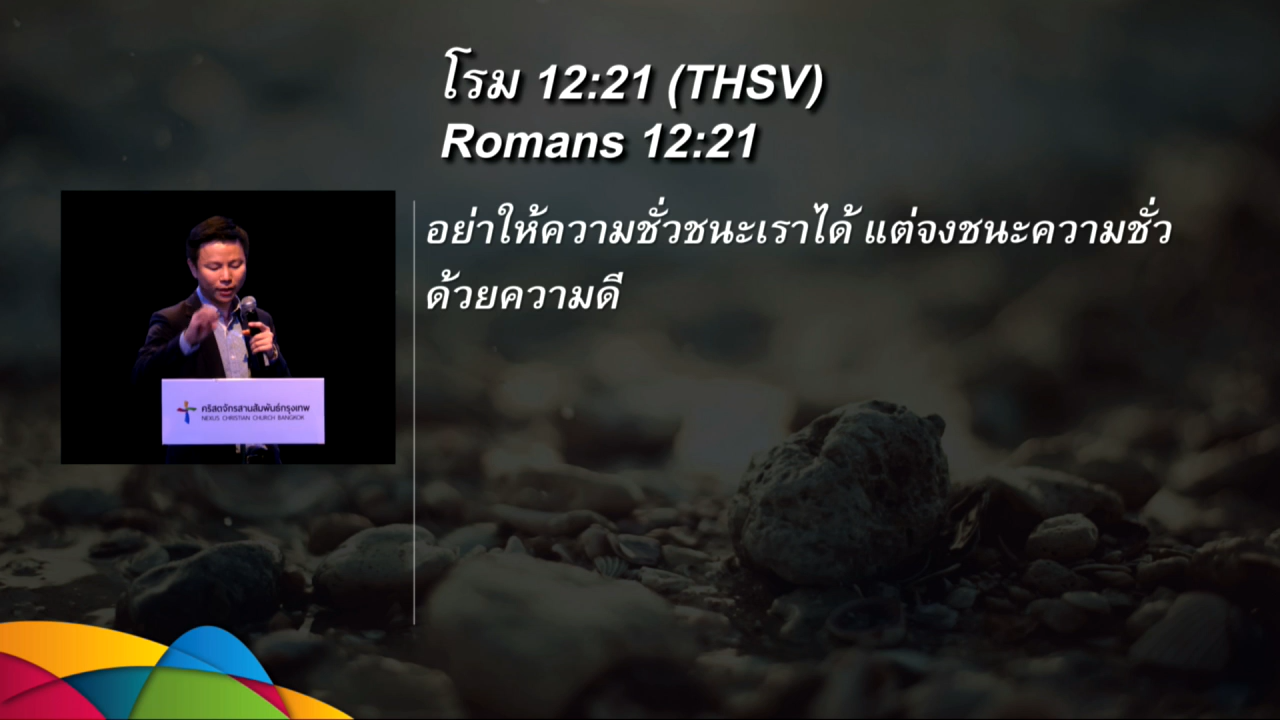 โรม 12:21 (THSV)
Romans 12:21
อย่าให้ความชั่วชนะเราได้ แต่จงชนะความชั่ว
ด้วยความดี
คริสตจักรสานสัมพันธ์กรุงเทพ
NEXUS CHRISTIAN CHURCH BANGKOK